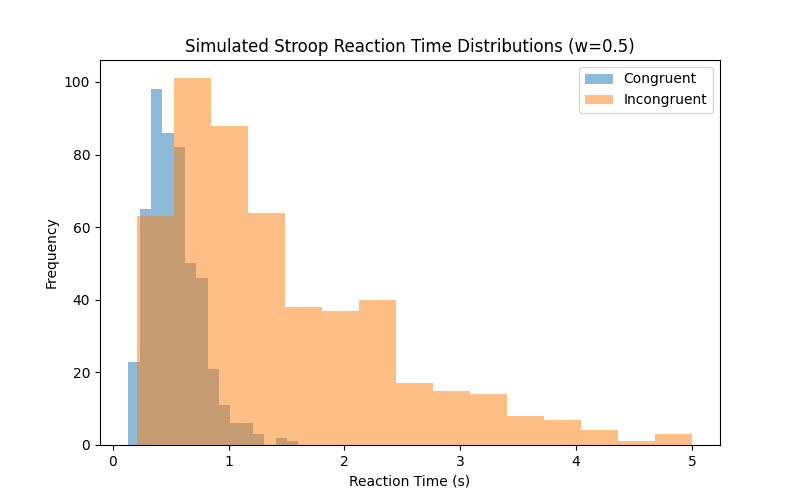 Simulated Stroop Reaction Time Distributions (w=0.5)
Congruent
Incongruent
100
80
60
40
20
0
Frequency
0 1 2 3 4 5
Reaction Time (s)